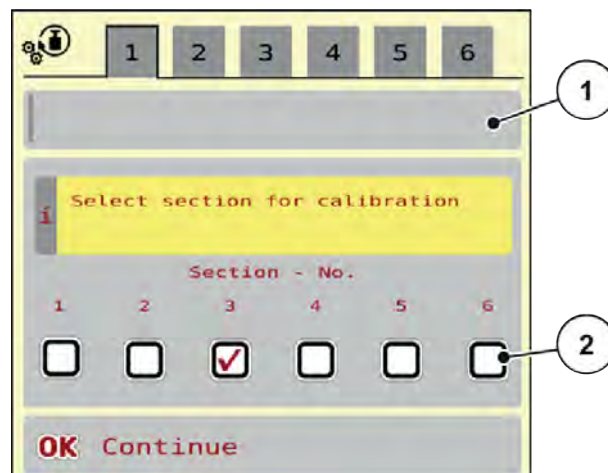 1 2 3 4 5 6
1
i Select section for calibration
Section - No.
1 2 3 4 5 6
2
OK Continue